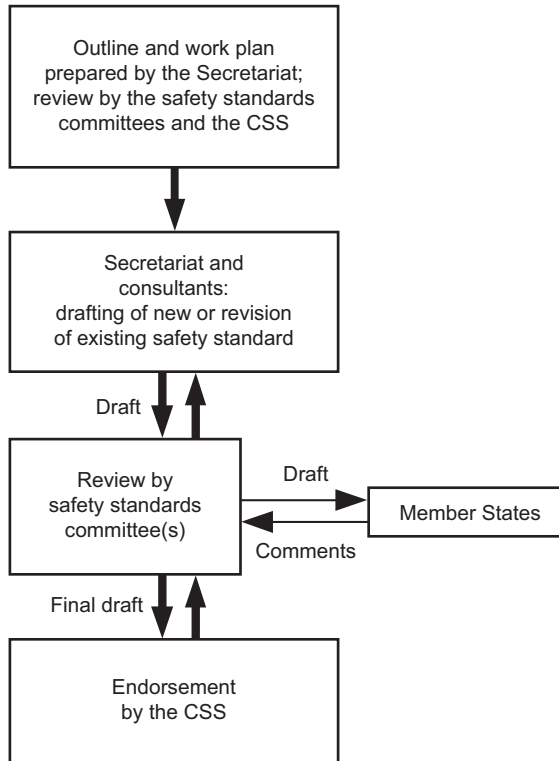 Outline and work plan
prepared by the Secretariat;
review by the safety standards
committees and the CSS
Secretariat and
consultants:
drafting of new or revision
of existing safety standard
Draft
Review by
safety standards
committee(s)
Draft
Member States
Comments
Final draft
Endorsement
by the CSS